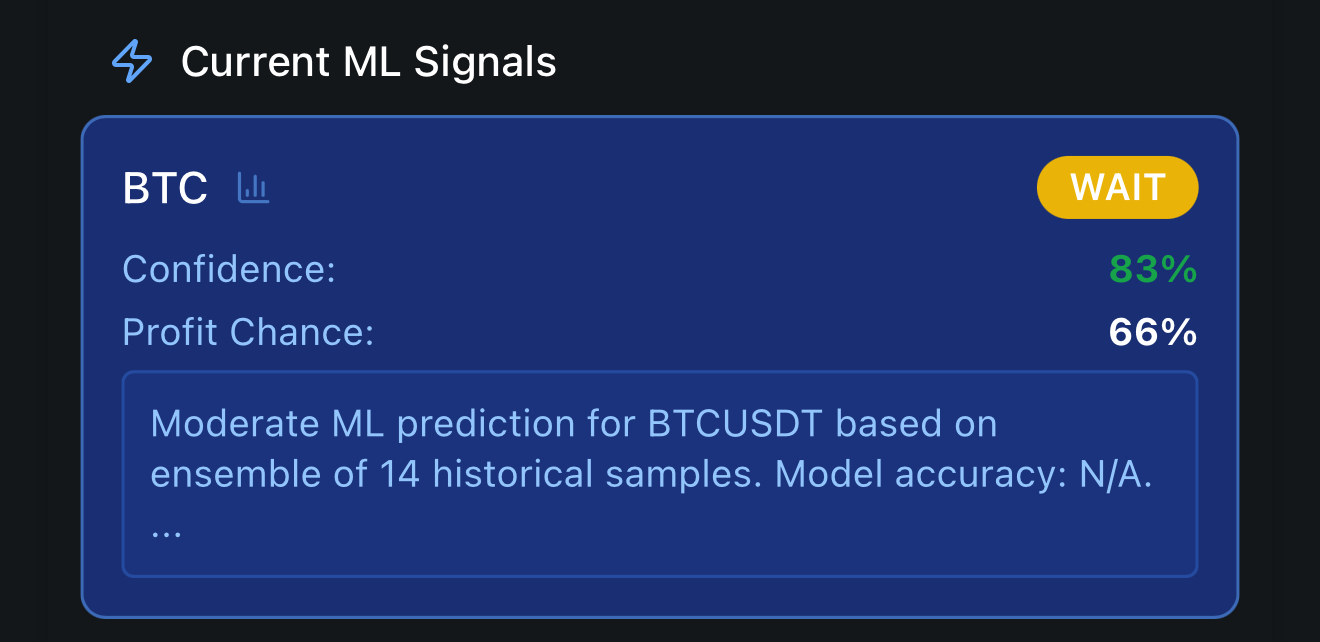 Current ML Signals
BTC
WAIT
Confidence:
83%
Profit Chance:
66%
Moderate ML prediction for BTCUSDT based on
ensemble of 14 historical samples. Model accuracy: N/A.
...